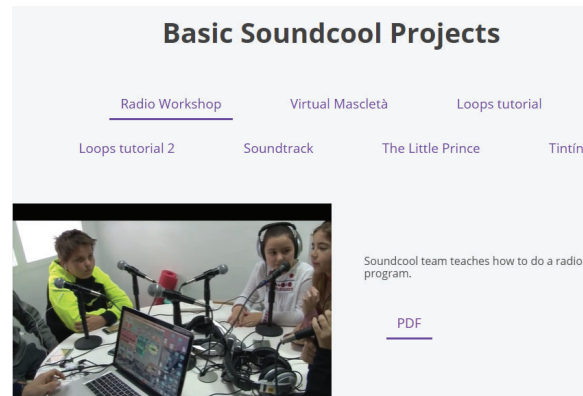 Basic Soundcool Projects
Radio Workshop Virtual Mascletà Loops tutorial
Loops tutorial 2 Soundtrack The Little Prince Tintín
Soundcool team teaches how to do a radio
program.
PDF